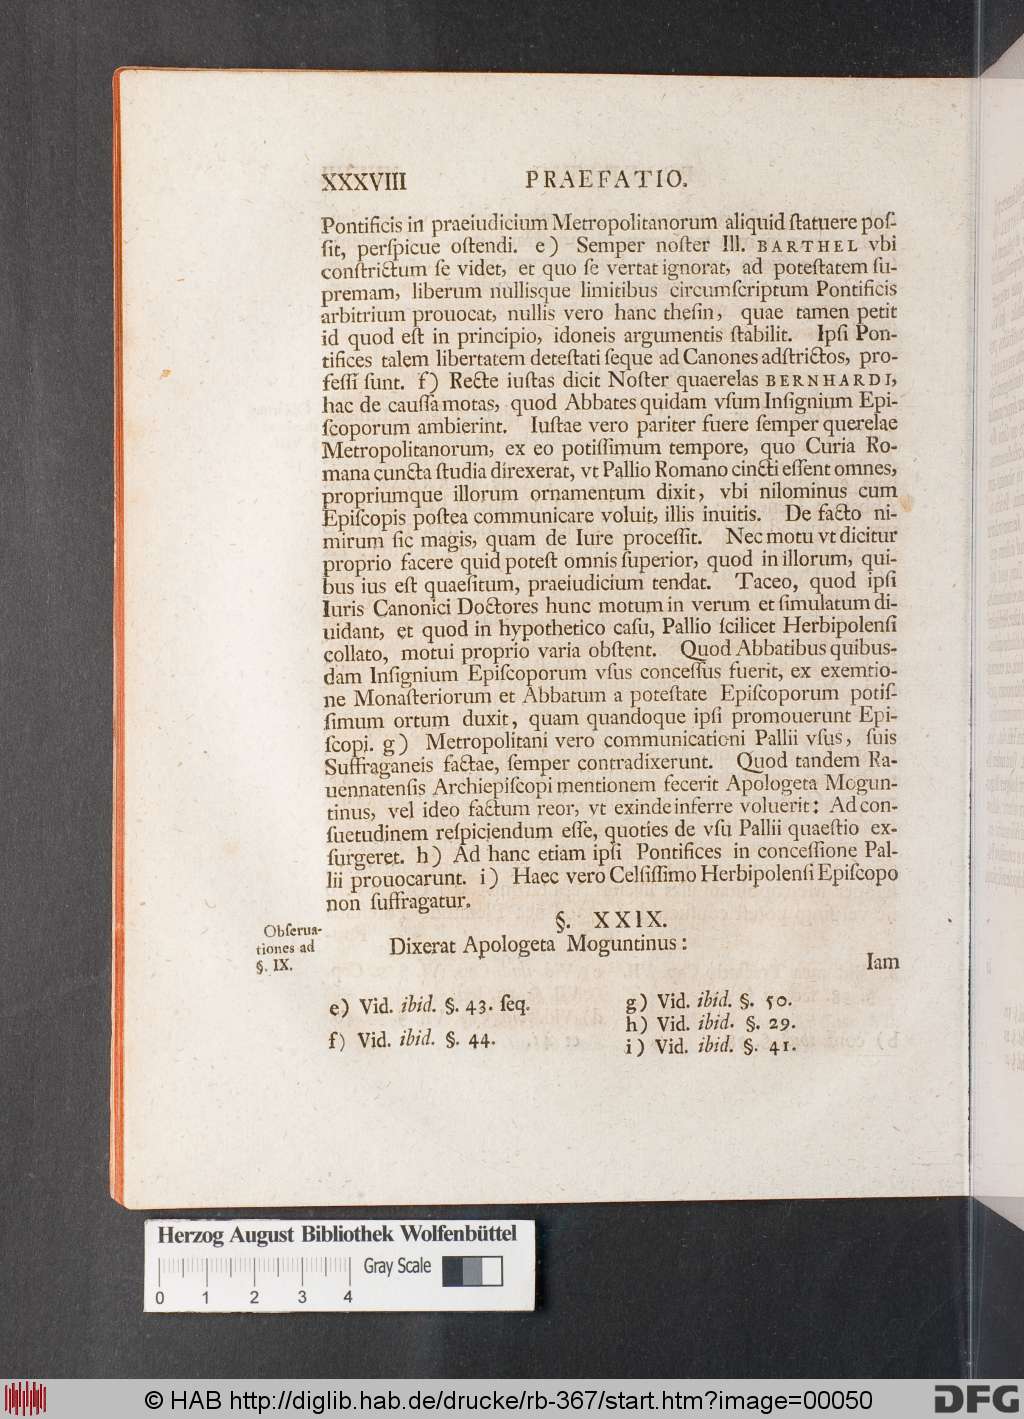 XXXVIII PRAEFATIO.
Pontificis in praeiudicium Metropolitanorum aliquid ſtatuere poſ-
ſit, perſpicue oſtendi. e) Semper noſter Ill. BARTHEL vbi
conſtrictum ſe videt, et quo ſe vertat ignorat, ad poteſtatem ſu-
premam, liberum nullisque limitibus circumſcriptum Pontificis
arbitrium prouocat, nullis vero hanc theſin, quae tamen petit
id quod eſt in principio, idoneis argumentis ſtabilit. Ipſi Pon-
tifices talem libertatem deteſtati ſeque ad Canones adſtrictos, pro-
feſſi ſunt. f) Recte iuſtas dicit Noſter quaerelas BERNHARDI,
hac de cauſſa motas, quod Abbates quidam vſum Inſignium Epi-
ſcoporum ambierint. Iuſtae vero pariter fuere ſemper querelae
Metropolitanorum, ex eo potiſſimum tempore, quo Curia Ro-
mana cuncta ſtudia direxerat, vt Pallio Romano cincti eſſent omnes,
propriumque illorum ornamentum dixit, vbi nilominus cum
Epiſcopis poſtea communicare voluit, illis inuitis. De facto ni-
mirum ſic magis, quam de Iure proceſſit. Nec motu vt dicitur
proprio facere quid poteſt omnis ſuperior, quod in illorum, qui-
bus ius eſt quaeſitum, praeiudicium tendat. Taceo, quod ipſi
Iuris Canonici Doctores hunc motum in verum et ſimulatum di-
uidant, et quod in hypothetico caſu, Pallio ſcilicet Herbipolenſi
collato, motui proprio varia obſtent. Quod Abbatibus quibus-
dam Inſignium Epiſcoporum vſus conceſſus fuerit, ex exemtio-
ne Monaſteriorum et Abbatum a poteſtate Epiſcoporum potiſ-
ſimum ortum duxit, quam quandoque ipſi promouerunt Epi-
ſcopi. g) Metropolitani vero communicationi Pallii vſus, ſuis
Suffraganeis factae, ſemper contradixerunt. Quod tandem Ra-
uennatenſis Archiepiſcopi mentionem fecerit Apologeta Mogun-
tinus, vel ideo factum reor, vt exinde inferre voluerit: Ad con-
ſuetudinem reſpiciendum eſſe, quoties de vſu Pallii quaeſtio ex-
ſurgeret. h) Ad hanc etiam ipſi Pontifices in conceſſione Pal-
lii prouocarunt. i) Haec vero Celſiſſimo Herbipolenſi Epiſcopo
non ſuffragatur.
§. XXIX.
Obſerua-
tiones ad
§. IX.
Dixerat Apologeta Moguntinus:
Iam
e) Vid. ibid. §. 43. ſeq.
f) Vid. ibid. §. 44.
g) Vid. ibid. §. 50.
h) Vid. ibid. §. 29.
i) Vid. ibid. §. 41.
Herzog August Bibliothek Wolfenbüttel
Gray Scale
0 1 2 3 4
© HAB http://diglib.hab.de/drucke/rb-367/start.htm?image=00050
DFG